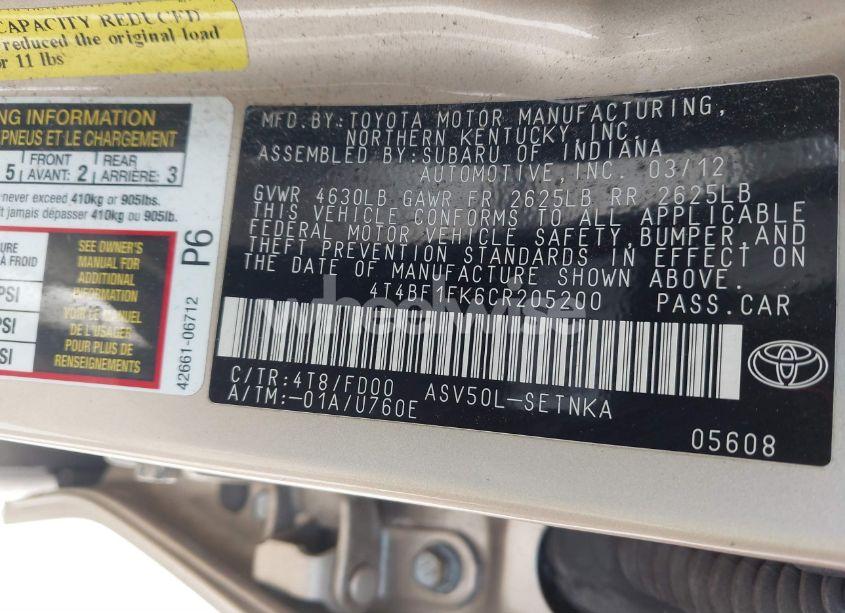 CAPACITY REDUCED
reduced the original load
or 11 lbs
NG INFORMATION
PNEUS ET LE CHARGEMENT
5 FRONT AVANT: 2 REAR ARRIÈRE: 3
never exceed 410kg or 905lbs.
t jamais dépasser 410kg ou 905lb.
À FROID
PSI
SI
SEE OWNER'S
MANUAL FOR
ADDITIONAL
INFORMATION
VOIR LE MANUEL
DE L'USAGER
POUR PLUS DE
RENSEIGNEMENTS
P6
42661-06712
MFD.BY:TOYOTA MOTOR MANUFACTURING,
NORTHERN KENTUCKY, INC.
ASSEMBLED BY:SUBARU OF INDIANA
AUTOMOTIVE, INC. 03/12
GVWR 4630LB GAWR FR 2625LB RR 2625LB
THIS VEHICLE CONFORMS TO ALL APPLICABLE
FEDERAL MOTOR VEHICLE SAFETY,BUMPER,AND
THEFT PREVENTION STANDARDS IN EFFECT ON
THE DATE OF MANUFACTURE SHOWN ABOVE.
4T4BF1FK6CR205200 PASS.CAR
wheelwise
C/TR:4T8/FD00 ASV50L-SETNKA
A/TM:-01A/U760E
05608